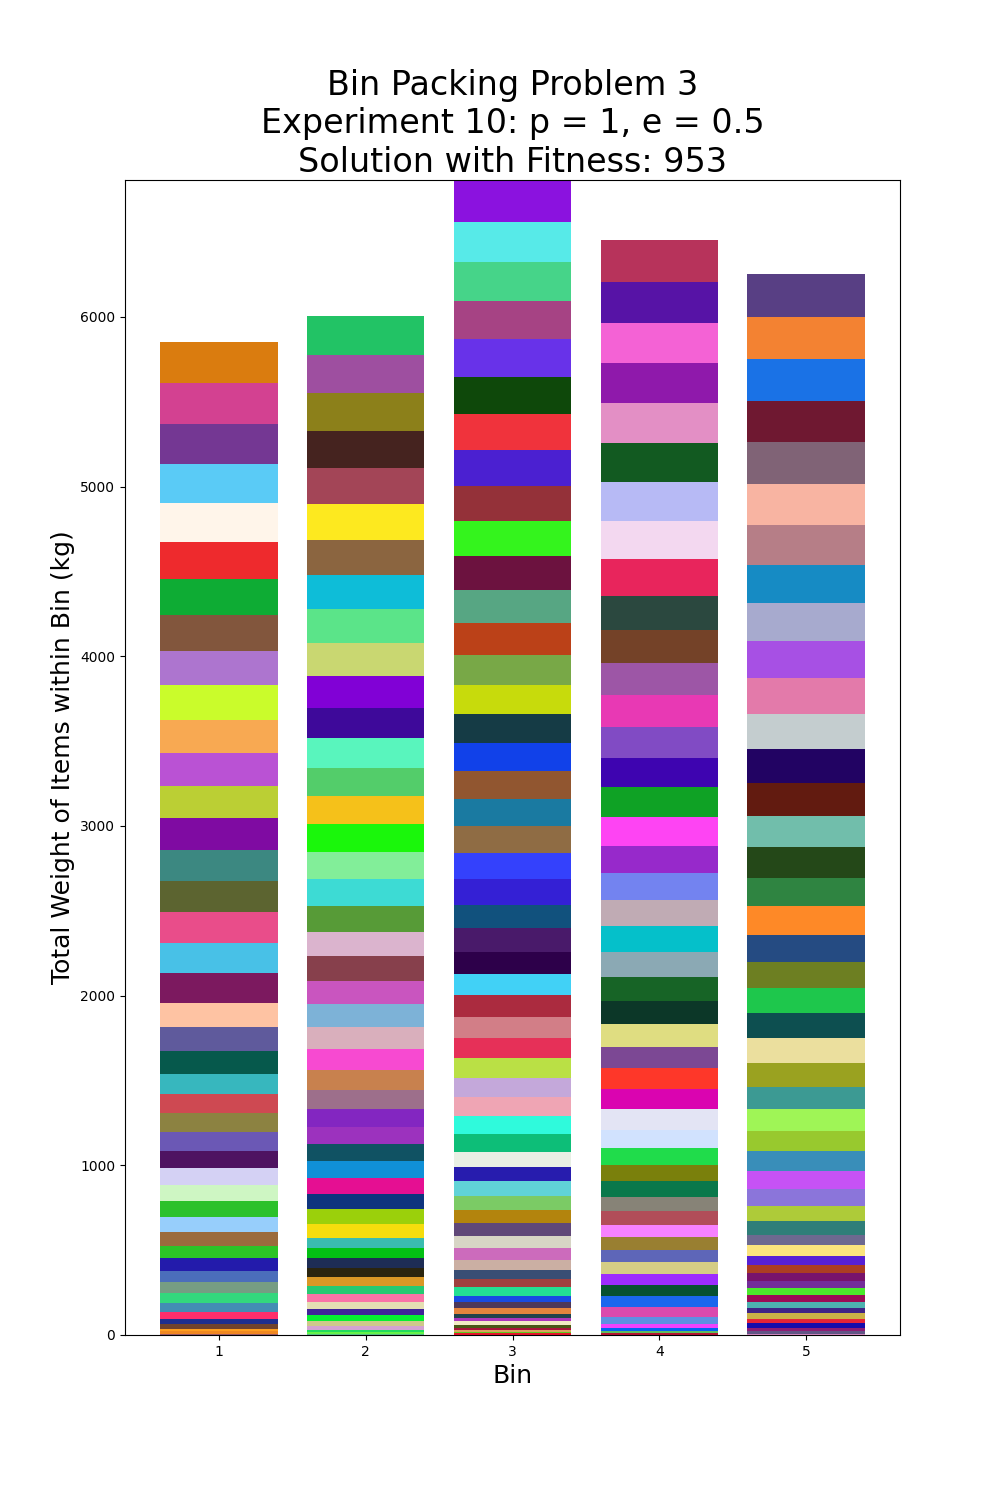 Bin Packing Problem 3
Experiment 10: p = 1, e = 0.5
Solution with Fitness: 953
Total Weight of Items within Bin (kg)
6000
5000
4000
3000
2000
1000
0
1 2 3 4 5
Bin